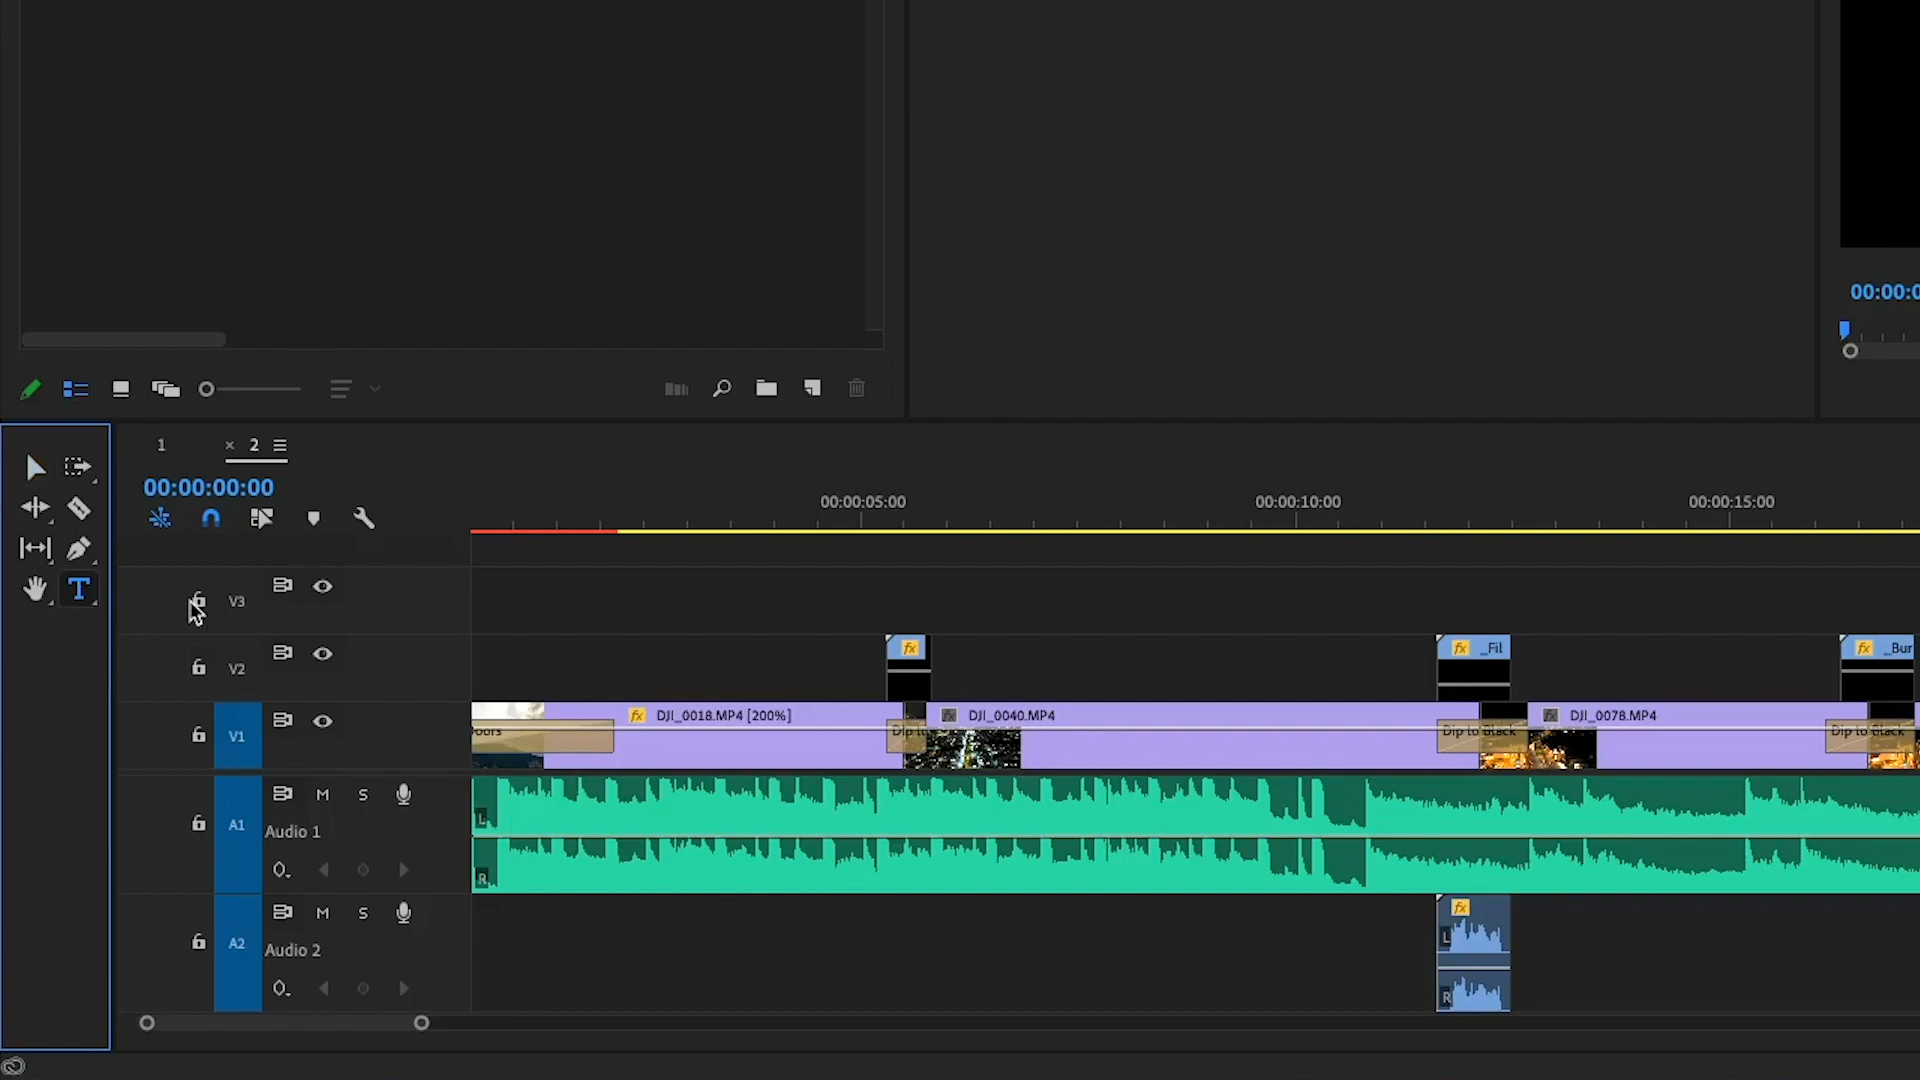 00:00:0
1
× 2
00:00:00:00
00:00:05:00
00:00:10:00
00:00:15:00
V3
V2
fx
fx _Fil
fx _Bur
V1
fx DJI_0018.MP4 [200%]
fx DJI_0040.MP4
fx DJI_0078.MP4
oors
Dip t
Dip to Black
Dip to Black
M S
A1
Audio 1
L
R
M S
A2
Audio 2
fx
L
R
T